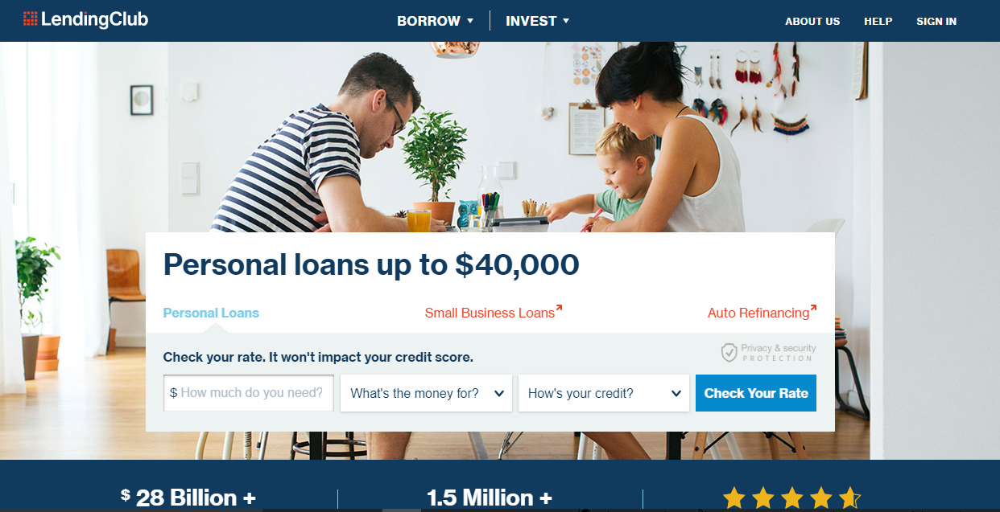 LendingClub
BORROW
INVEST
ABOUT US
HELP
SIGN IN
Personal loans up to $40,000
Personal Loans
Small Business Loans
Auto Refinancing
Check your rate. It won't impact your credit score.
Privacy & security
PROTECTION
$ How much do you need?
What's the money for?
How's your credit?
Check Your Rate
$ 28 Billion +
1.5 Million +